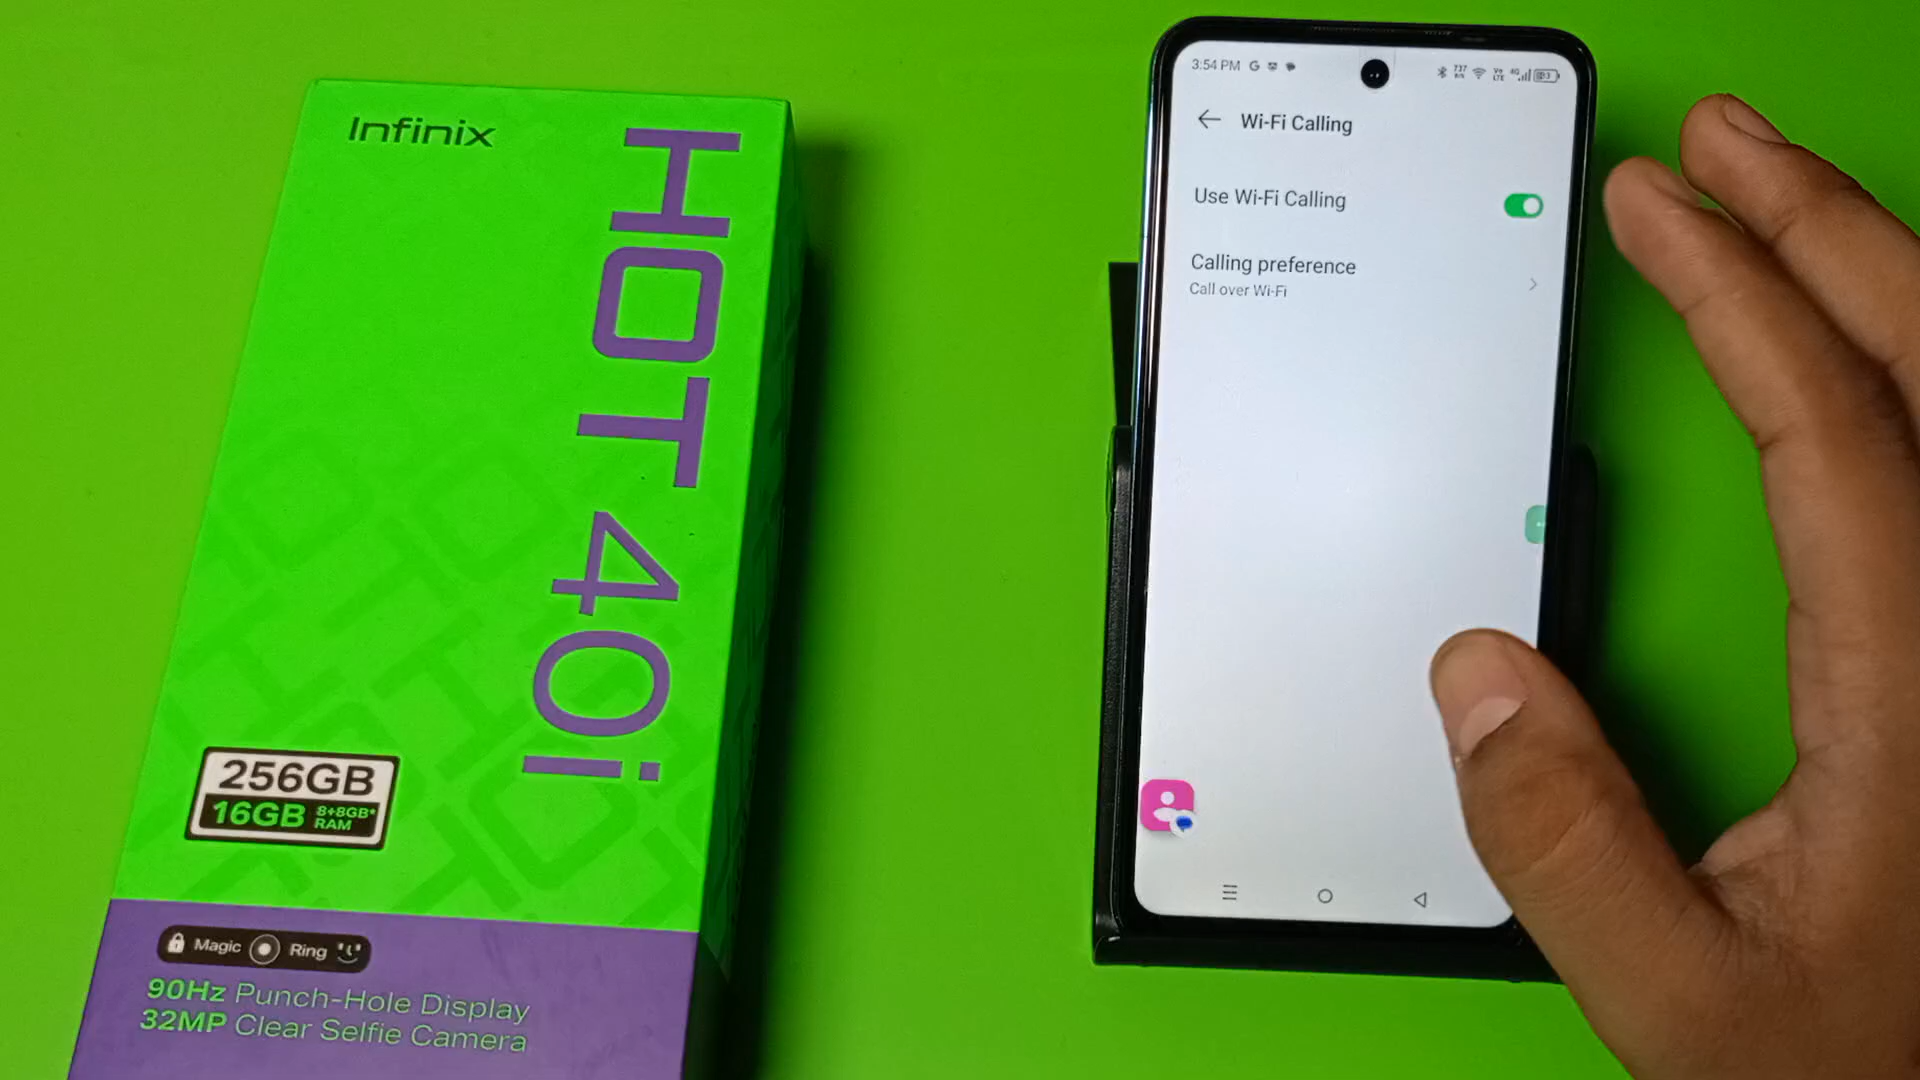 Infinix
HOT 40i
256GB
16GB 8+8GB*
RAM
Magic Ring
90Hz Punch-Hole Display
32MP Clear Selfie Camera
3:54 PM G
Wi-Fi Calling
Use Wi-Fi Calling
Calling preference
Call over Wi-Fi